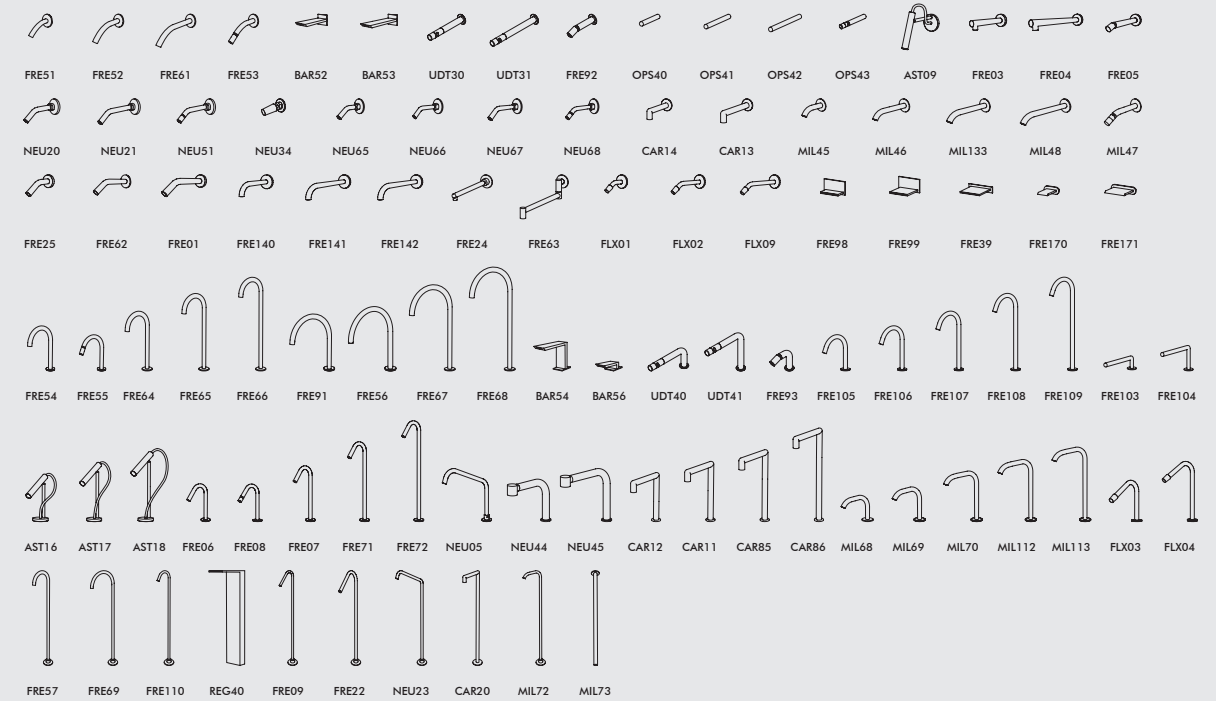 FRE51 FRE52 FRE61 FRE53 BAR52 BAR53 UDT30 UDT31 FRE92 OPS40 OPS41 OPS42 OPS43 AST09 FRE03 FRE04 FRE05
NEU20 NEU21 NEU51 NEU34 NEU65 NEU66 NEU67 NEU68 CAR14 CAR13 MIL45 MIL46 MIL133 MIL48 MIL47
FRE25 FRE62 FRE01 FRE140 FRE141 FRE142 FRE24 FRE63 FLX01 FLX02 FLX09 FRE98 FRE99 FRE39 FRE170 FRE171
FRE54 FRE55 FRE64 FRE65 FRE66 FRE91 FRE56 FRE67 FRE68 BAR54 BAR56 UDT40 UDT41 FRE93 FRE105 FRE106 FRE107 FRE108 FRE109 FRE103 FRE104
AST16 AST17 AST18 FRE06 FRE08 FRE07 FRE71 FRE72 NEU05 NEU44 NEU45 CAR12 CAR11 CAR85 CAR86 MIL68 MIL69 MIL70 MIL112 MIL113 FLX03 FLX04
FRE57 FRE69 FRE110 REG40 FRE09 FRE22 NEU23 CAR20 MIL72 MIL73